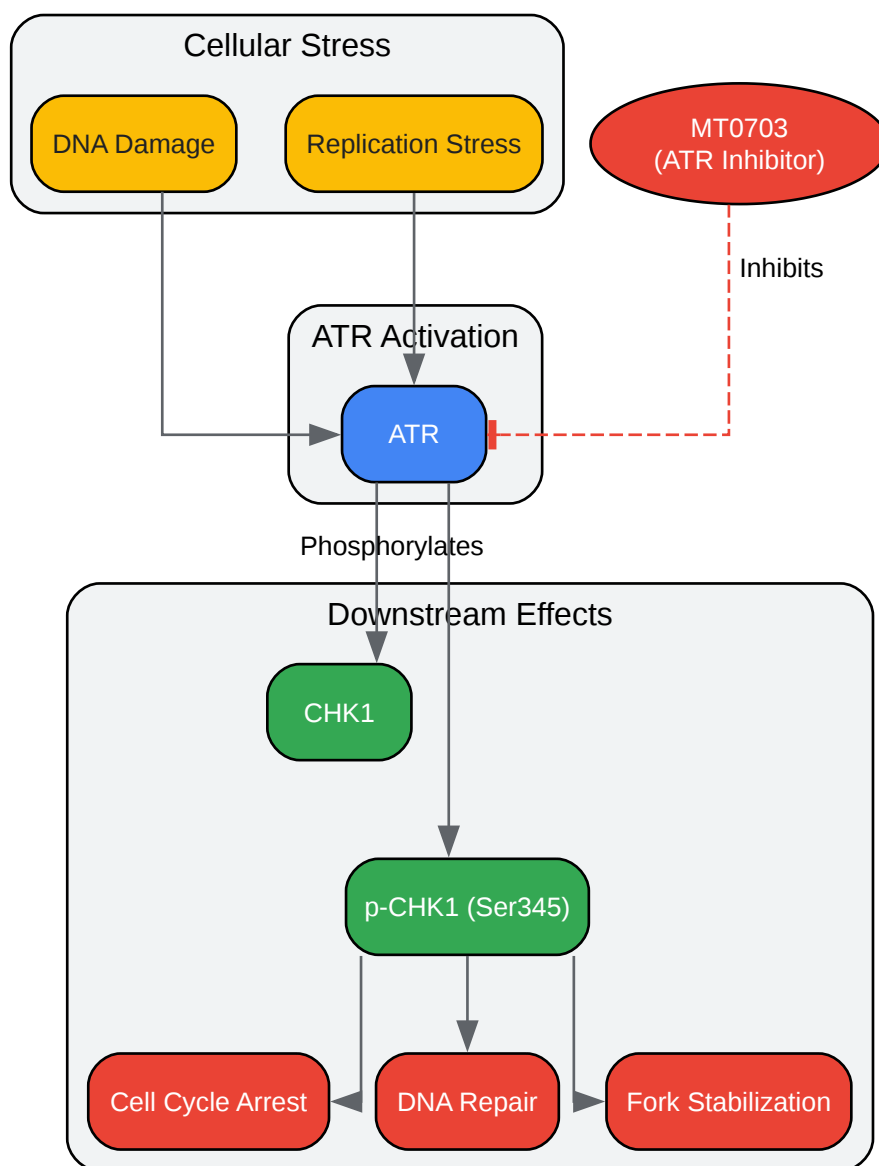 Cellular Stress
DNA Damage
Replication Stress
MT0703
(ATR Inhibitor)
Inhibits
ATR Activation
ATR
Phosphorylates
Downstream Effects
CHK1
p-CHK1 (Ser345)
Cell Cycle Arrest
DNA Repair
Fork Stabilization